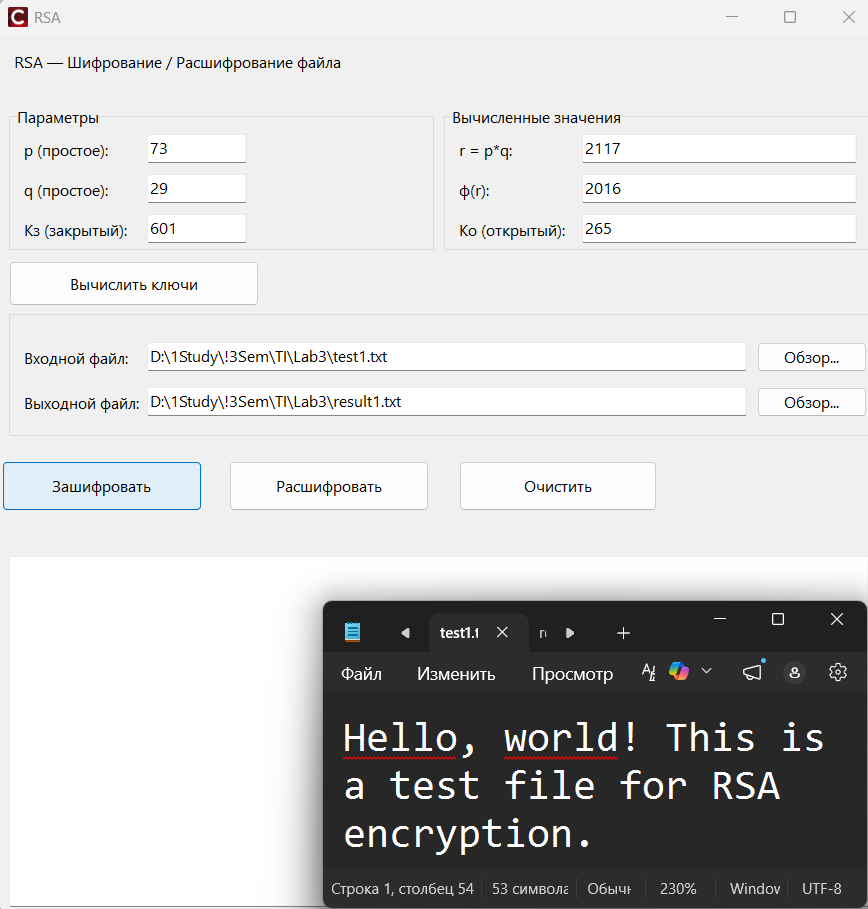 RSA
RSA — Шифрование / Расшифрование файла
Параметры
p (простое):
73
q (простое):
29
Kз (закрытый):
601
Вычисленные значения
r = p*q:
2117
ϕ(r):
2016
Ko (открытый):
265
Вычислить ключи
Входной файл:
D:\1Study\!3Sem\TI\Lab3\test1.txt
Обзор...
Выходной файл:
D:\1Study\!3Sem\TI\Lab3\result1.txt
Обзор...
Зашифровать
Расшифровать
Очистить
test1.t
Файл
Изменить
Просмотр
Hello, world! This is
a test file for RSA
encryption.
Строка 1, столбец 54
53 символа
Обычн
230%
Window
UTF-8